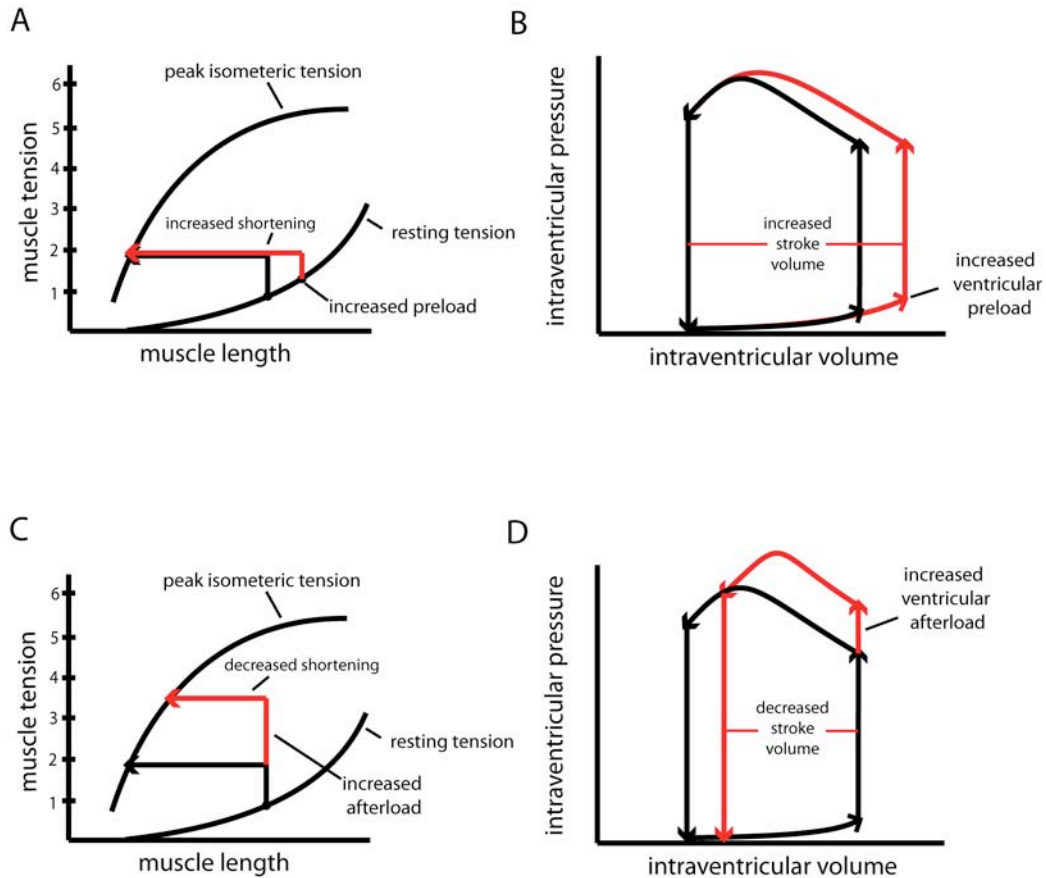 A
peak isometeric tension
6
5
4
3
2
1
muscle tension
increased shortening
resting tension
increased preload
muscle length
B
intraventricular pressure
increased
stroke
volume
increased
ventricular
preload
intraventricular volume
C
peak isometeric tension
6
5
4
3
2
1
muscle tension
decreased shortening
resting tension
increased
afterload
muscle length
D
intraventricular pressure
increased
ventricular
afterload
decreased
stroke
volume
intraventricular volume